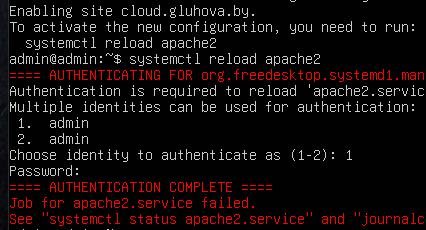 Enabling site cloud.gluhova.by.
To activate the new configuration, you need to run:
  systemctl reload apache2
admin@admin:~$ systemctl reload apache2
==== AUTHENTICATING FOR org.freedesktop.systemd1.man
Authentication is required to reload 'apache2.servic
Multiple identities can be used for authentication:
 1.  admin
 2.  admin
Choose identity to authenticate as (1-2): 1
Password:
==== AUTHENTICATION COMPLETE ====
Job for apache2.service failed.
See "systemctl status apache2.service" and "journalc